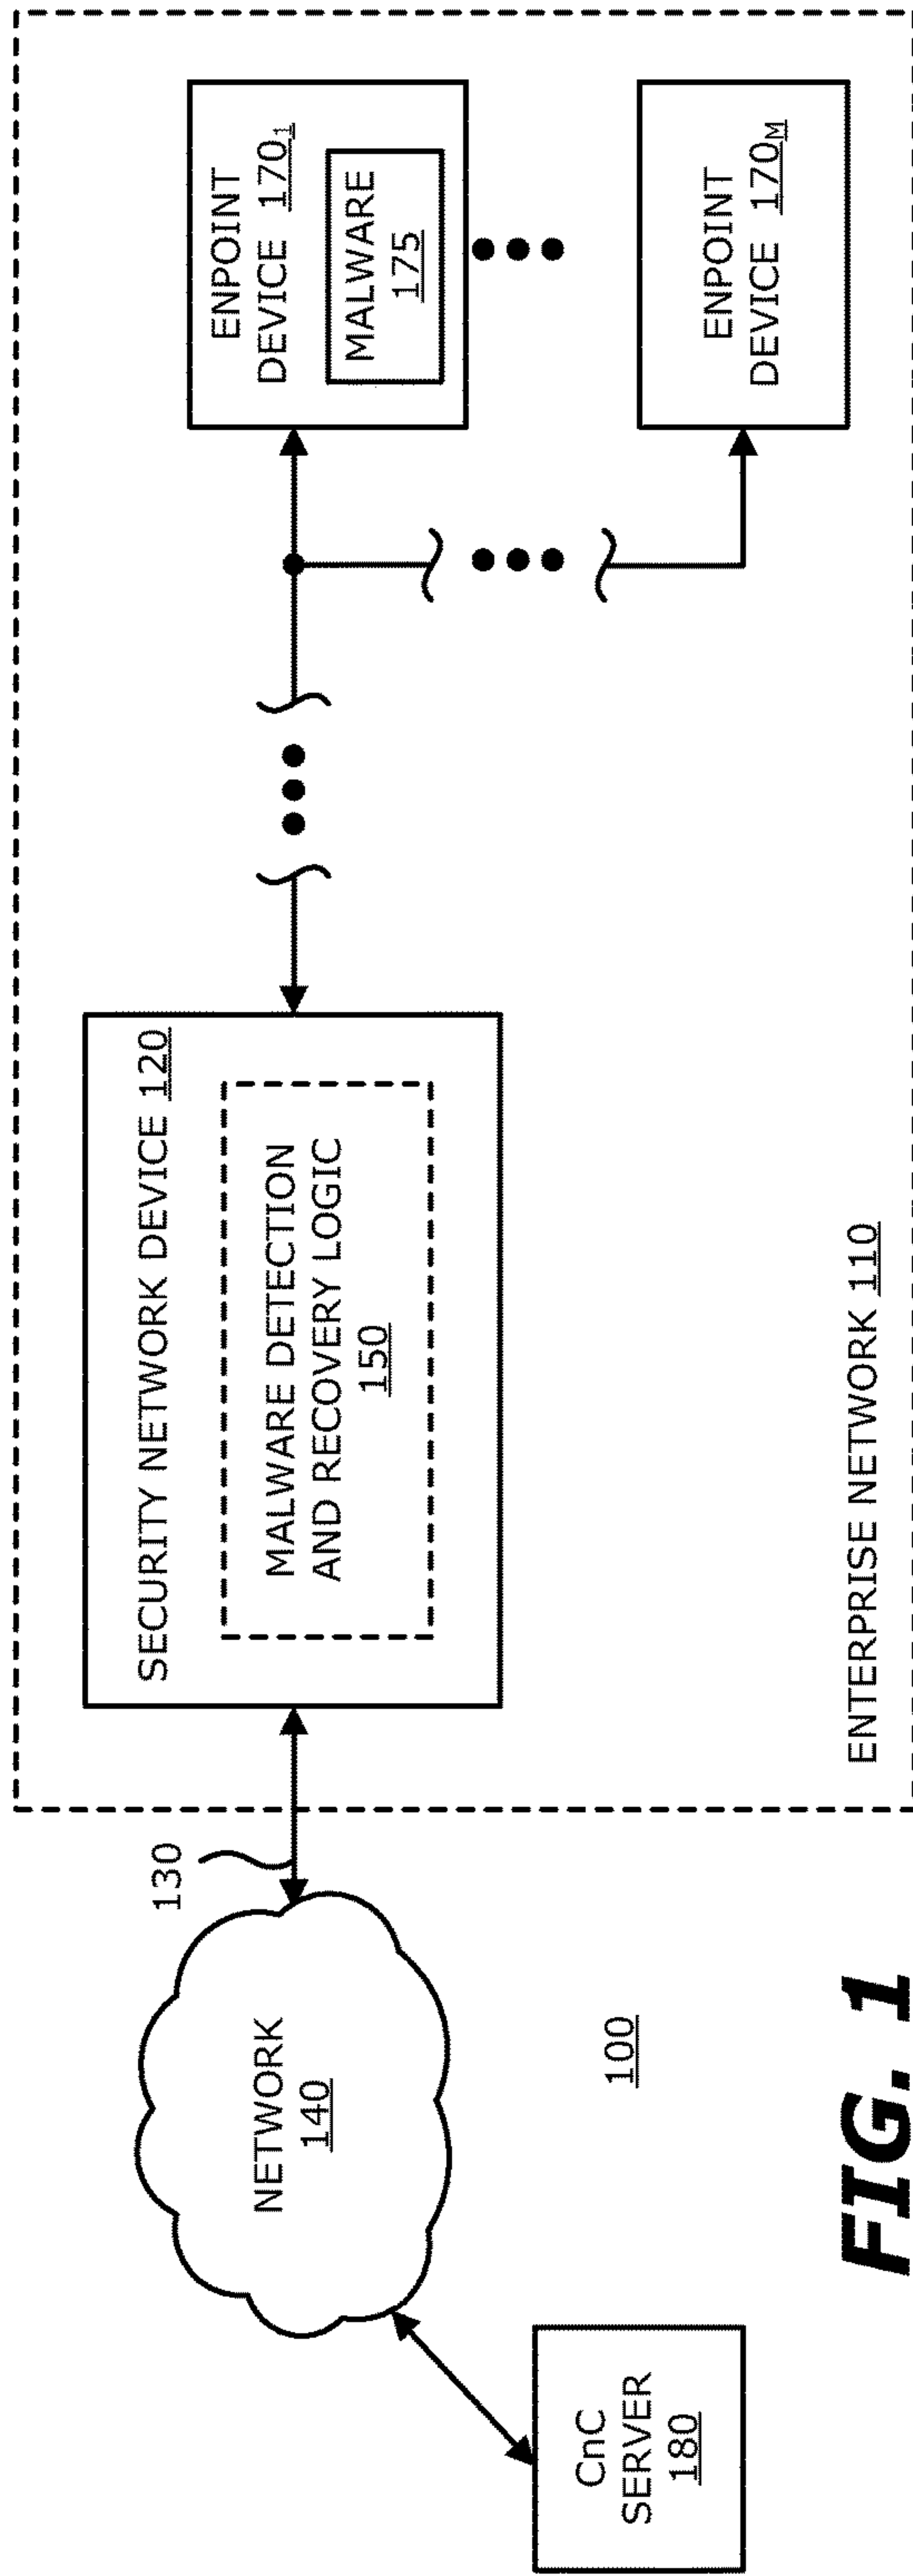 SECURITY NETWORK DEVICE 120
MALWARE DETECTION
AND RECOVERY LOGIC
150
ENPOINT
DEVICE 170₁
MALWARE
175
ENPOINT
DEVICE 170M
ENTERPRISE NETWORK 110
130
NETWORK
140
100
CnC
SERVER
180
FIG. 1